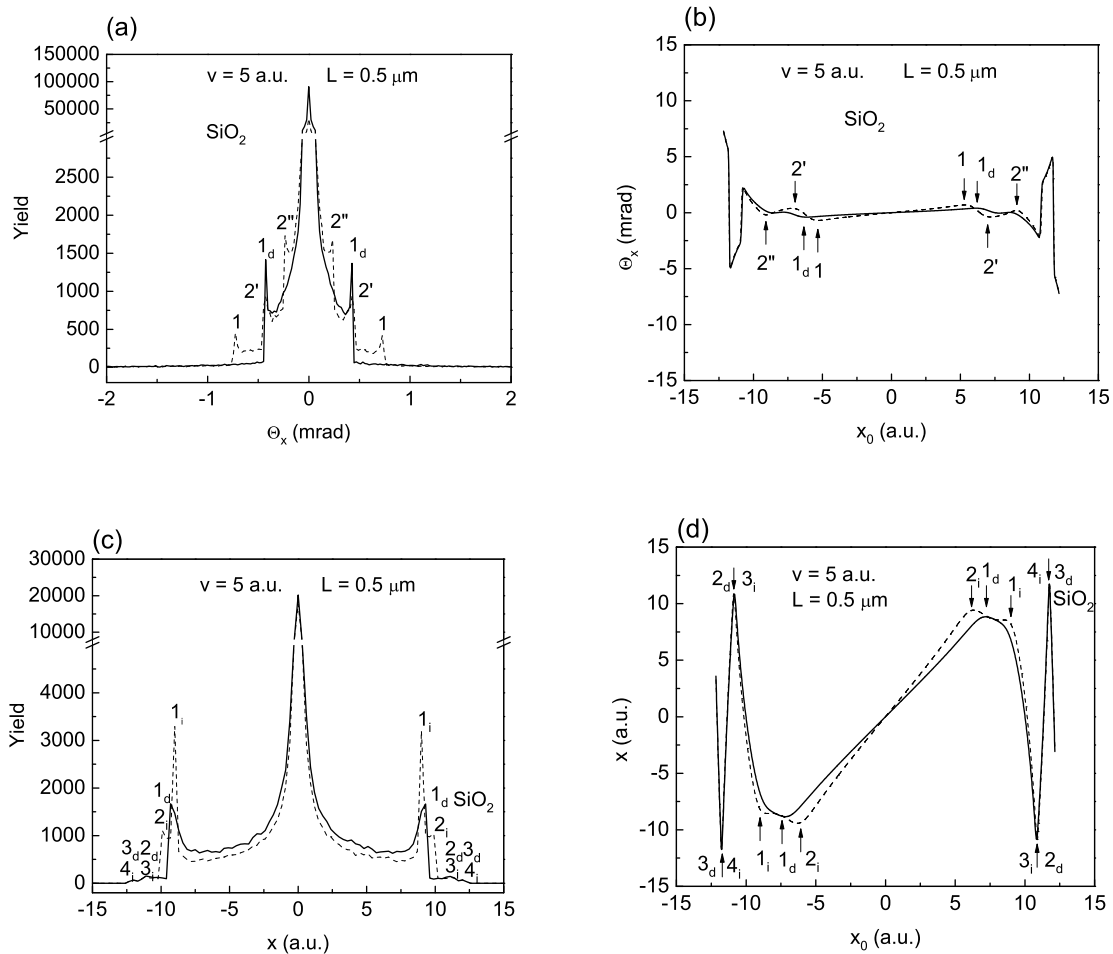 (a)
150000
100000
50000
2500
2000
1500
1000
500
0
Yield
v = 5 a.u. L = 0.5 μm
SiO₂
2" 2"
1d 1d
2' 2'
1 1
-2 -1 0 1 2
Θx (mrad)
(b)
15
10
5
0
-5
-10
-15
Θx (mrad)
v = 5 a.u. L = 0.5 μm
SiO₂
2' 1 1d 2"
2" 1d 1 2'
-15 -10 -5 0 5 10 15
x₀ (a.u.)
(c)
30000
20000
10000
4000
3000
2000
1000
0
Yield
v = 5 a.u. L = 0.5 μm
1i 1i
1d 1d SiO₂
2i 2i
3d 2d 2d 3d
4i 3i 3i 4i
-15 -10 -5 0 5 10 15
x (a.u.)
(d)
15
10
5
0
-5
-10
-15
x (a.u.)
2d 3i v = 5 a.u. 2i 1d 1i 4i 3d
L = 0.5 μm SiO₂
1i 1d 2i
3d 4i 3i 2d
-15 -10 -5 0 5 10 15
x₀ (a.u.)